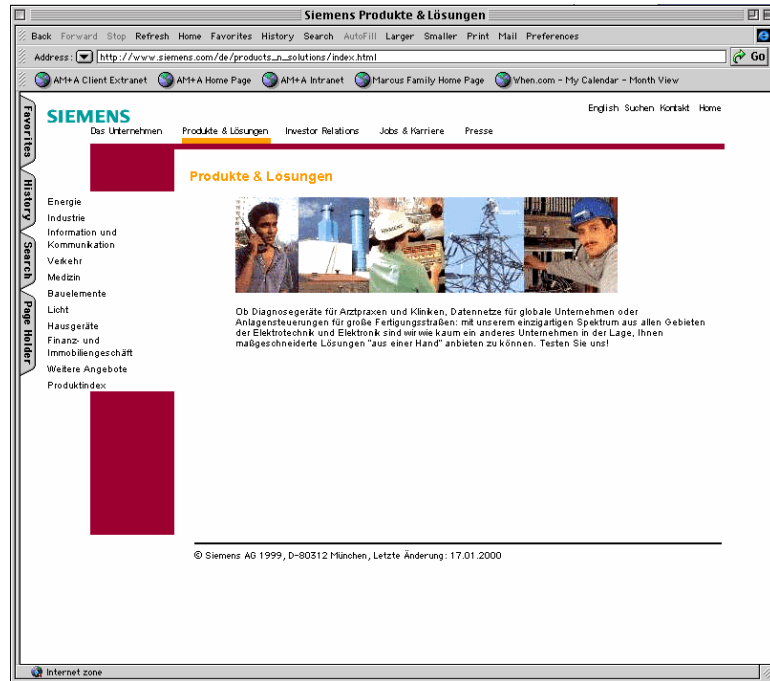 Siemens Produkte & Lösungen
Back Forward Stop Refresh Home Favorites History Search AutoFill Larger Smaller Print Mail Preferences
Address: http://www.siemens.com/de/products_n_solutions/index.html Go
AM+A Client Extranet AM+A Home Page AM+A Intranet Marcus Family Home Page When.com - My Calendar - Month View
Favorites
History
Search
Page Holder
SIEMENS
English Suchen Kontakt Home
Das Unternehmen Produkte & Lösungen Investor Relations Jobs & Karriere Presse
Produkte & Lösungen
Energie
Industrie
Information und
Kommunikation
Verkehr
Medizin
Bauelemente
Licht
Hausgeräte
Finanz- und
Immobiliengeschäft
Weitere Angebote
Produktindex
SIEMENS
Ob Diagnosegeräte für Arztpraxen und Kliniken, Datennetze für globale Unternehmen oder
Anlagensteuerungen für große Fertigungsstraßen: mit unserem einzigartigen Spektrum aus allen Gebieten
der Elektrotechnik und Elektronik sind wir wie kaum ein anderes Unternehmen in der Lage, Ihnen
maßgeschneiderte Lösungen "aus einer Hand" anbieten zu können. Testen Sie uns!
© Siemens AG 1999, D-80312 München, Letzte Änderung: 17.01.2000
Internet zone